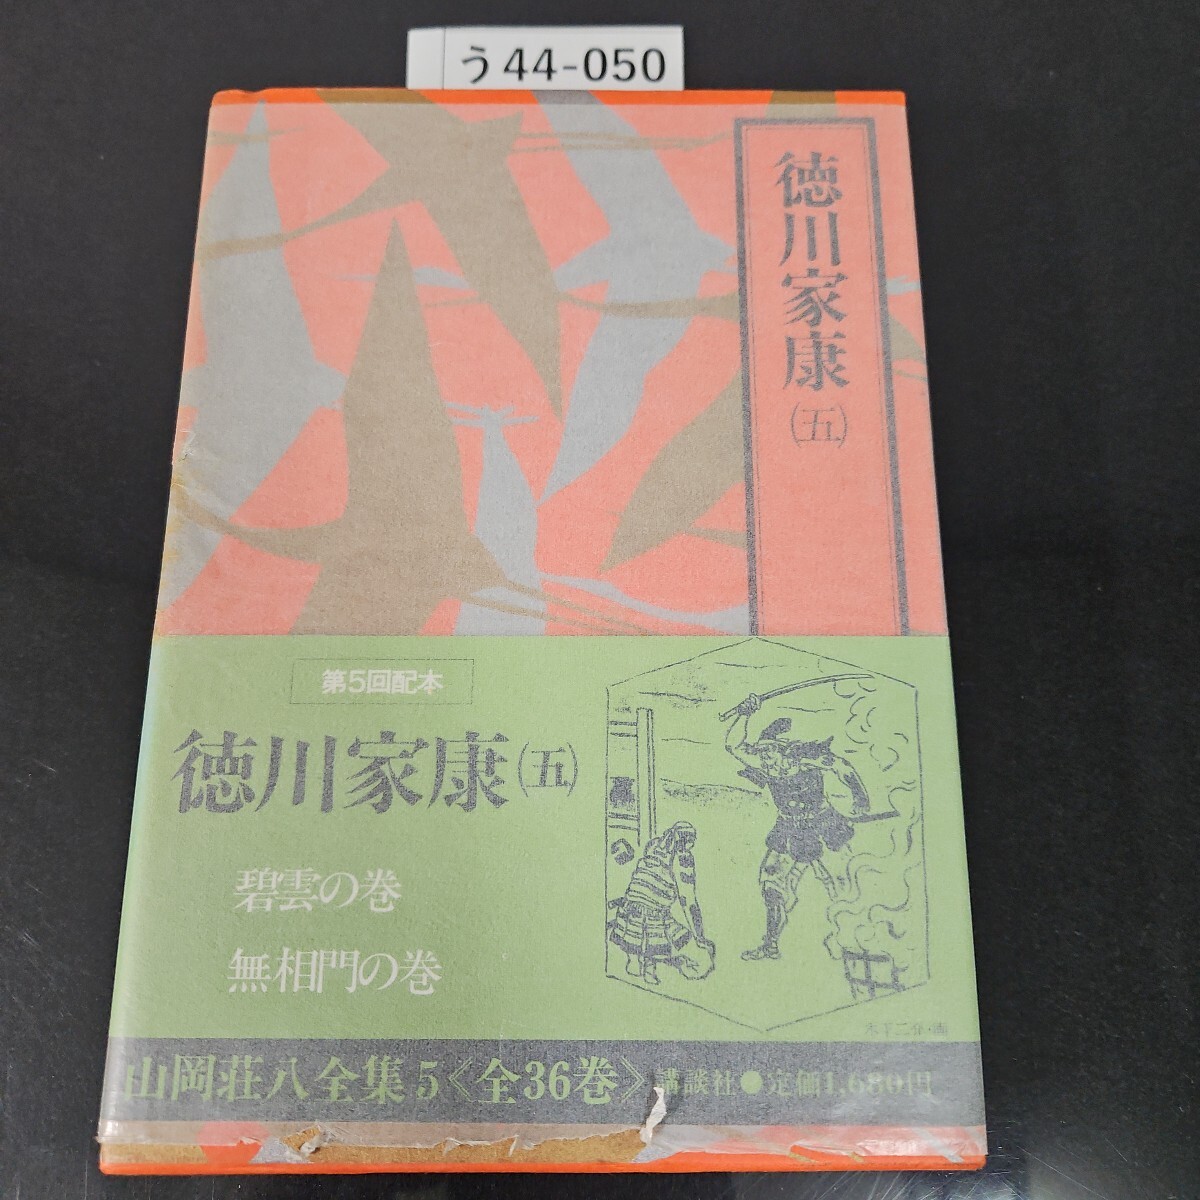 う44-050
徳川家康
(五)
第5回配本
徳川家康(五)
碧雲の巻
無相門の巻
山岡荘八全集5〈全36巻〉講談社●定価1,680円